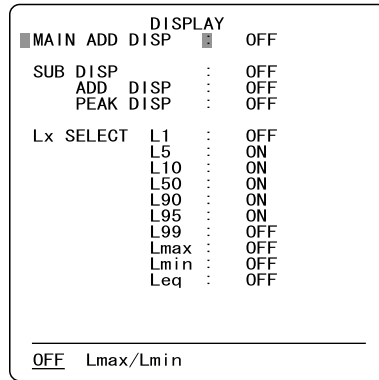 DISPLAY
MAIN ADD DISP : OFF
SUB DISP : OFF
ADD DISP : OFF
PEAK DISP : OFF
Lx SELECT L1 : OFF
L5 : ON
L10 : ON
L50 : ON
L90 : ON
L95 : ON
L99 : OFF
Lmax : OFF
Lmin : OFF
Leq : OFF
OFF Lmax/Lmin